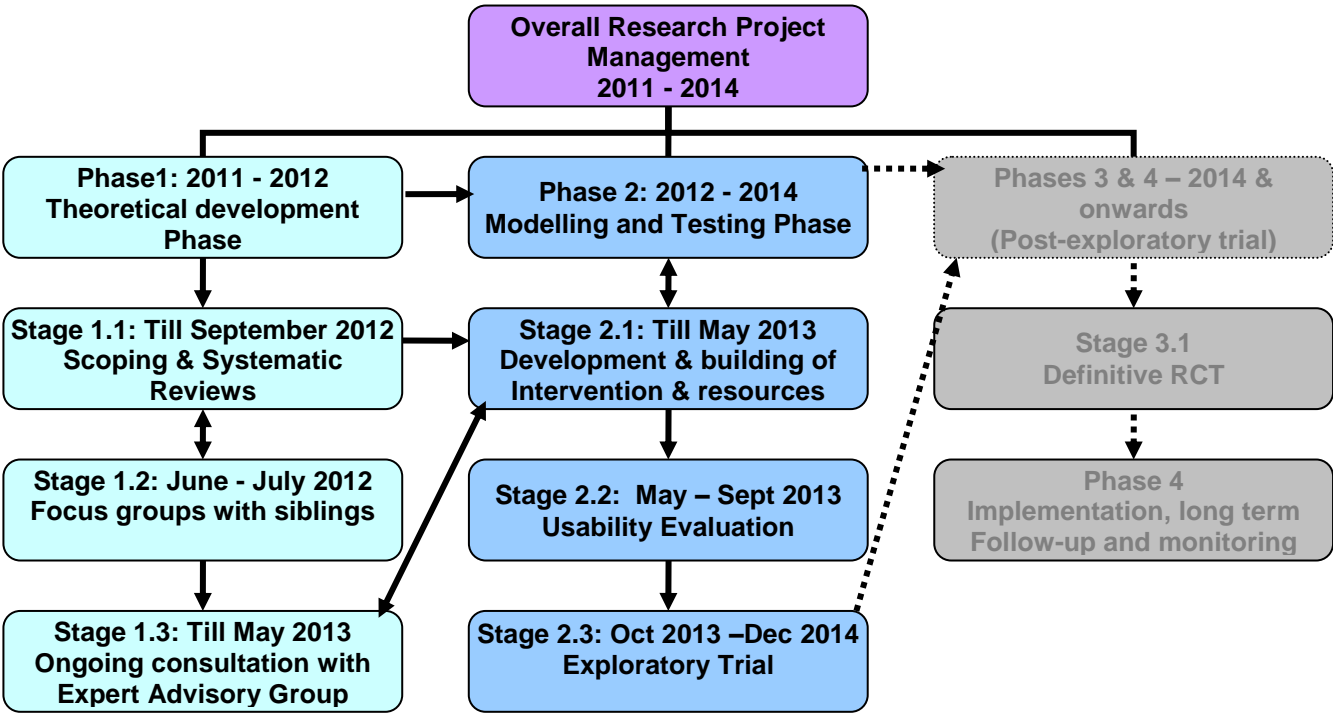 Overall Research Project
Management
2011 - 2014
Phase1: 2011 - 2012
Theoretical development
Phase
Phase 2: 2012 - 2014
Modelling and Testing Phase
Phases 3 & 4 – 2014 &
onwards
(Post-exploratory trial)
Stage 1.1: Till September 2012
Scoping & Systematic
Reviews
Stage 2.1: Till May 2013
Development & building of
Intervention & resources
Stage 3.1
Definitive RCT
Stage 1.2: June - July 2012
Focus groups with siblings
Stage 2.2:  May – Sept 2013
Usability Evaluation
Phase 4
Implementation, long term
Follow-up and monitoring
Stage 1.3: Till May 2013
Ongoing consultation with
Expert Advisory Group
Stage 2.3: Oct 2013 –Dec 2014
Exploratory Trial